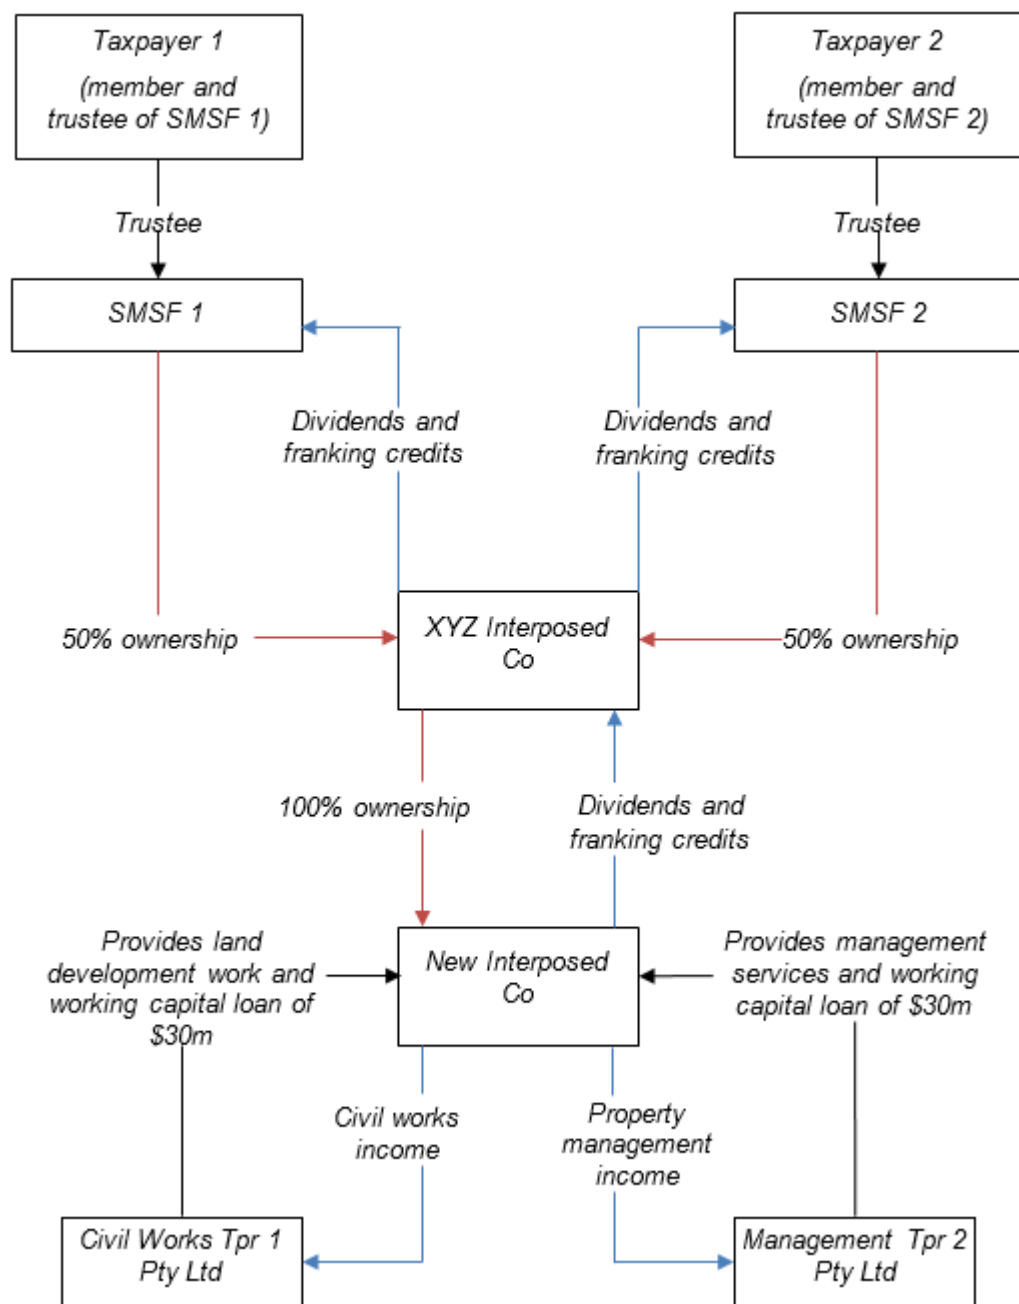 Taxpayer 1
(member and
trustee of SMSF 1)
Taxpayer 2
(member and
trustee of SMSF 2)
Trustee
Trustee
SMSF 1
SMSF 2
Dividends and
franking credits
Dividends and
franking credits
50% ownership
XYZ Interposed
Co
50% ownership
100% ownership
Dividends and
franking credits
Provides land
development work and
working capital loan of
$30m
New Interposed
Co
Provides management
services and working
capital loan of $30m
Civil works
income
Property
management
income
Civil Works Tpr 1
Pty Ltd
Management Tpr 2
Pty Ltd